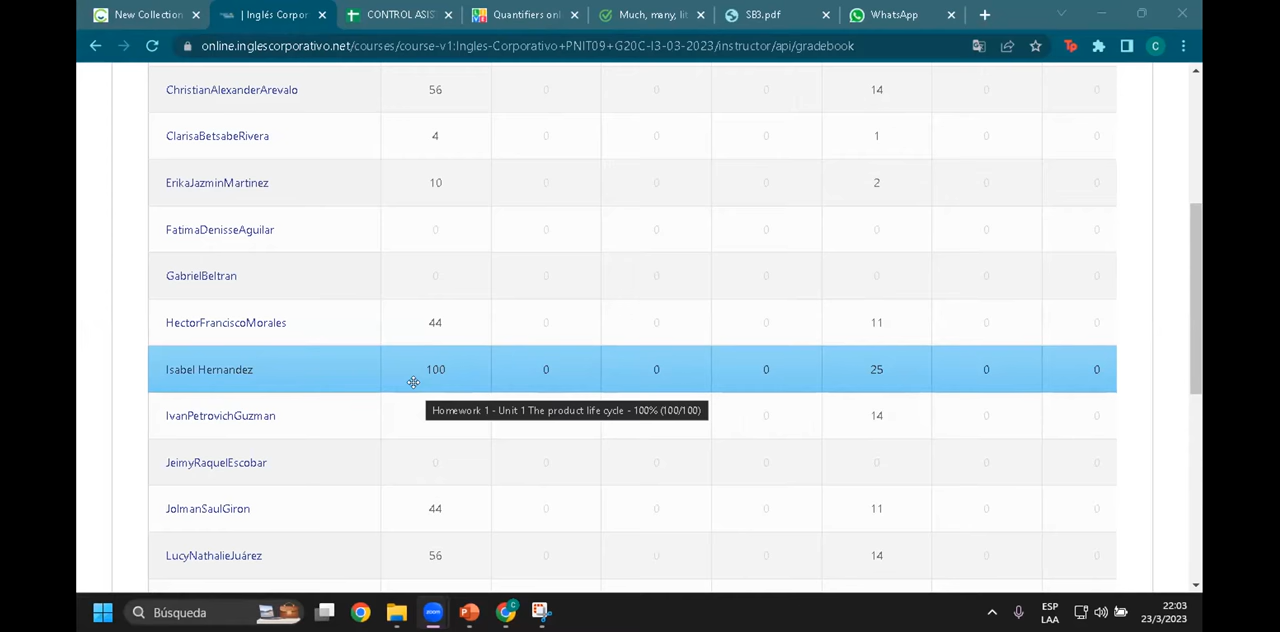 New Collection
| Inglés Corpor
CONTROL ASIS
Quantifiers onl
Much, many, lit
SB3.pdf
WhatsApp
online.inglescorporativo.net/courses/course-v1:Ingles-Corporativo+PNIT09+G20C-I3-03-2023/instructor/api/gradebook
C
ChristianAlexanderArevalo 56 0 0 0 14 0 0
ClarisaBetsabeRivera 4 0 0 0 1 0 0
ErikaJazminMartinez 10 0 0 0 2 0 0
FatimaDenisseAguilar 0 0 0 0 0 0 0
GabrielBeltran 0 0 0 0 0 0 0
HectorFranciscoMorales 44 0 0 0 11 0 0
Isabel Hernandez 100 0 0 0 25 0 0
Homework 1 - Unit 1 The product life cycle - 100% (100/100)
IvanPetrovichGuzman 0 14 0 0
JeimyRaquelEscobar 0 0 0 0 0 0 0
JolmanSaulGiron 44 0 0 0 11 0 0
LucyNathalieJuárez 56 0 0 0 14 0 0
Búsqueda
zoom
ESP
LAA
22:03
23/3/2023